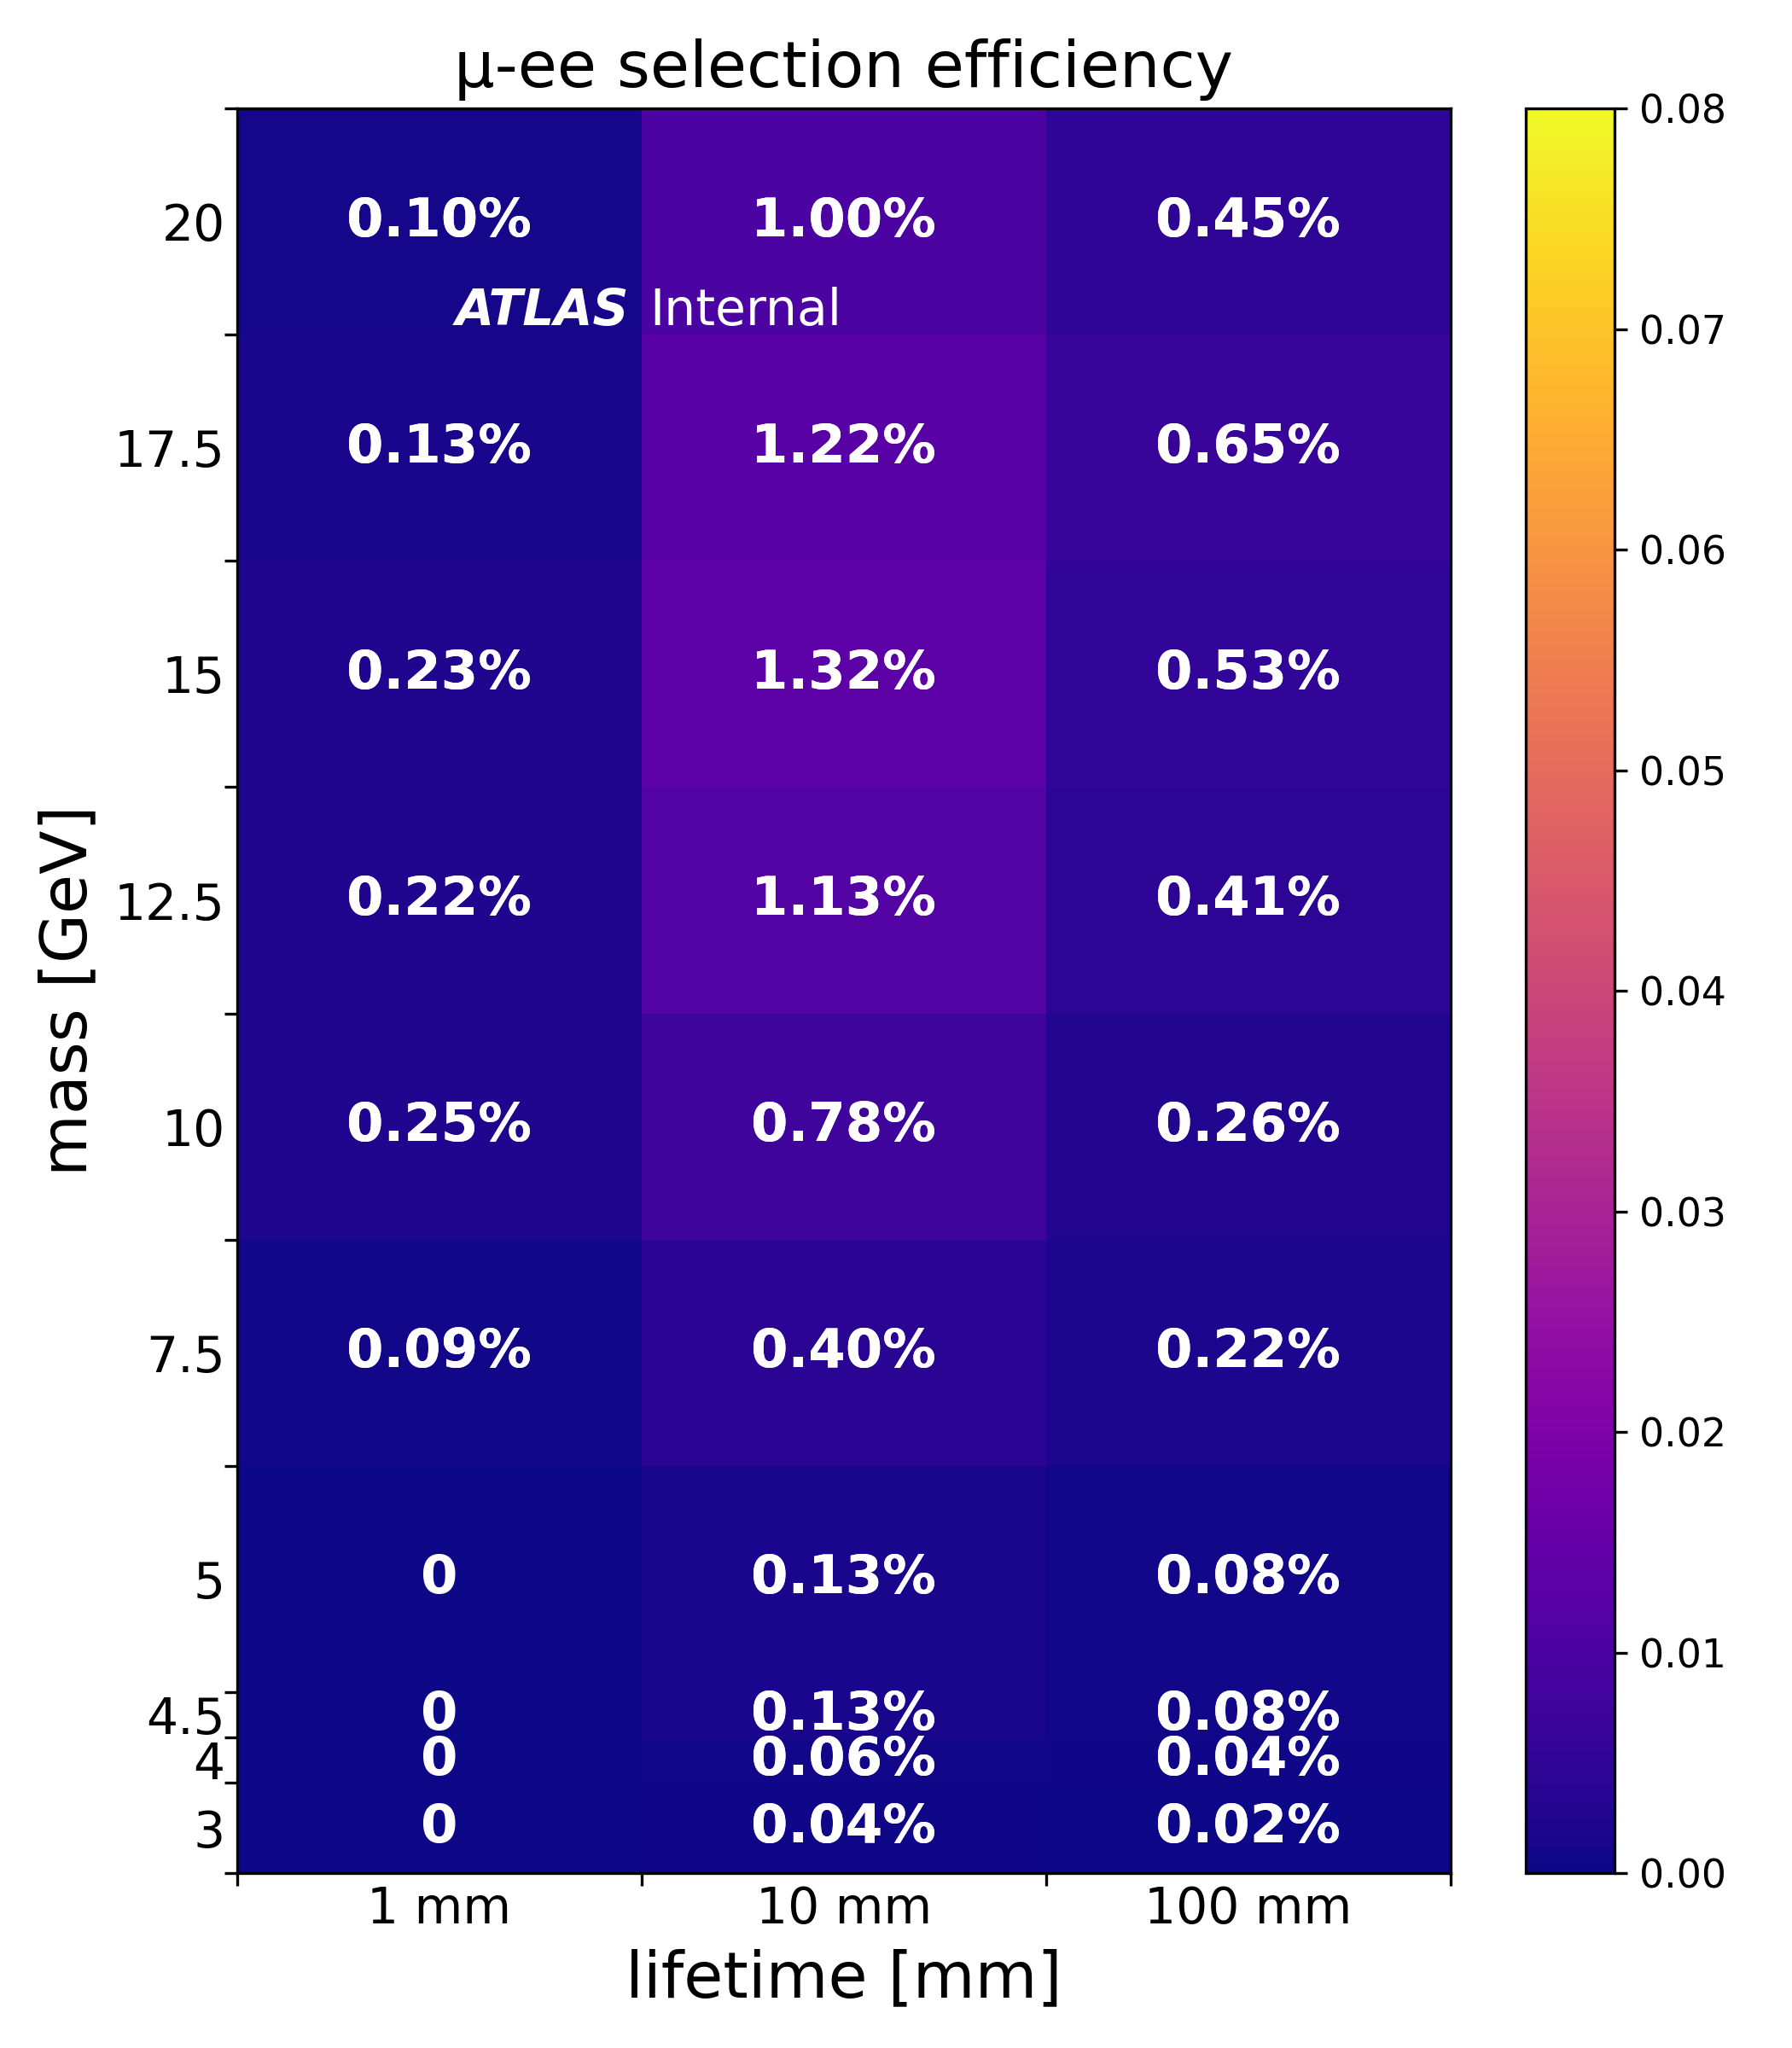 µ-ee selection efficiency
20 0.10% 1.00% 0.45%
ATLAS Internal
17.5 0.13% 1.22% 0.65%
15 0.23% 1.32% 0.53%
12.5 0.22% 1.13% 0.41%
10 0.25% 0.78% 0.26%
7.5 0.09% 0.40% 0.22%
5 0 0.13% 0.08%
4.5 0 0.13% 0.08%
4 0 0.06% 0.04%
3 0 0.04% 0.02%
1 mm 10 mm 100 mm
lifetime [mm]
mass [GeV]
0.08
0.07
0.06
0.05
0.04
0.03
0.02
0.01
0.00